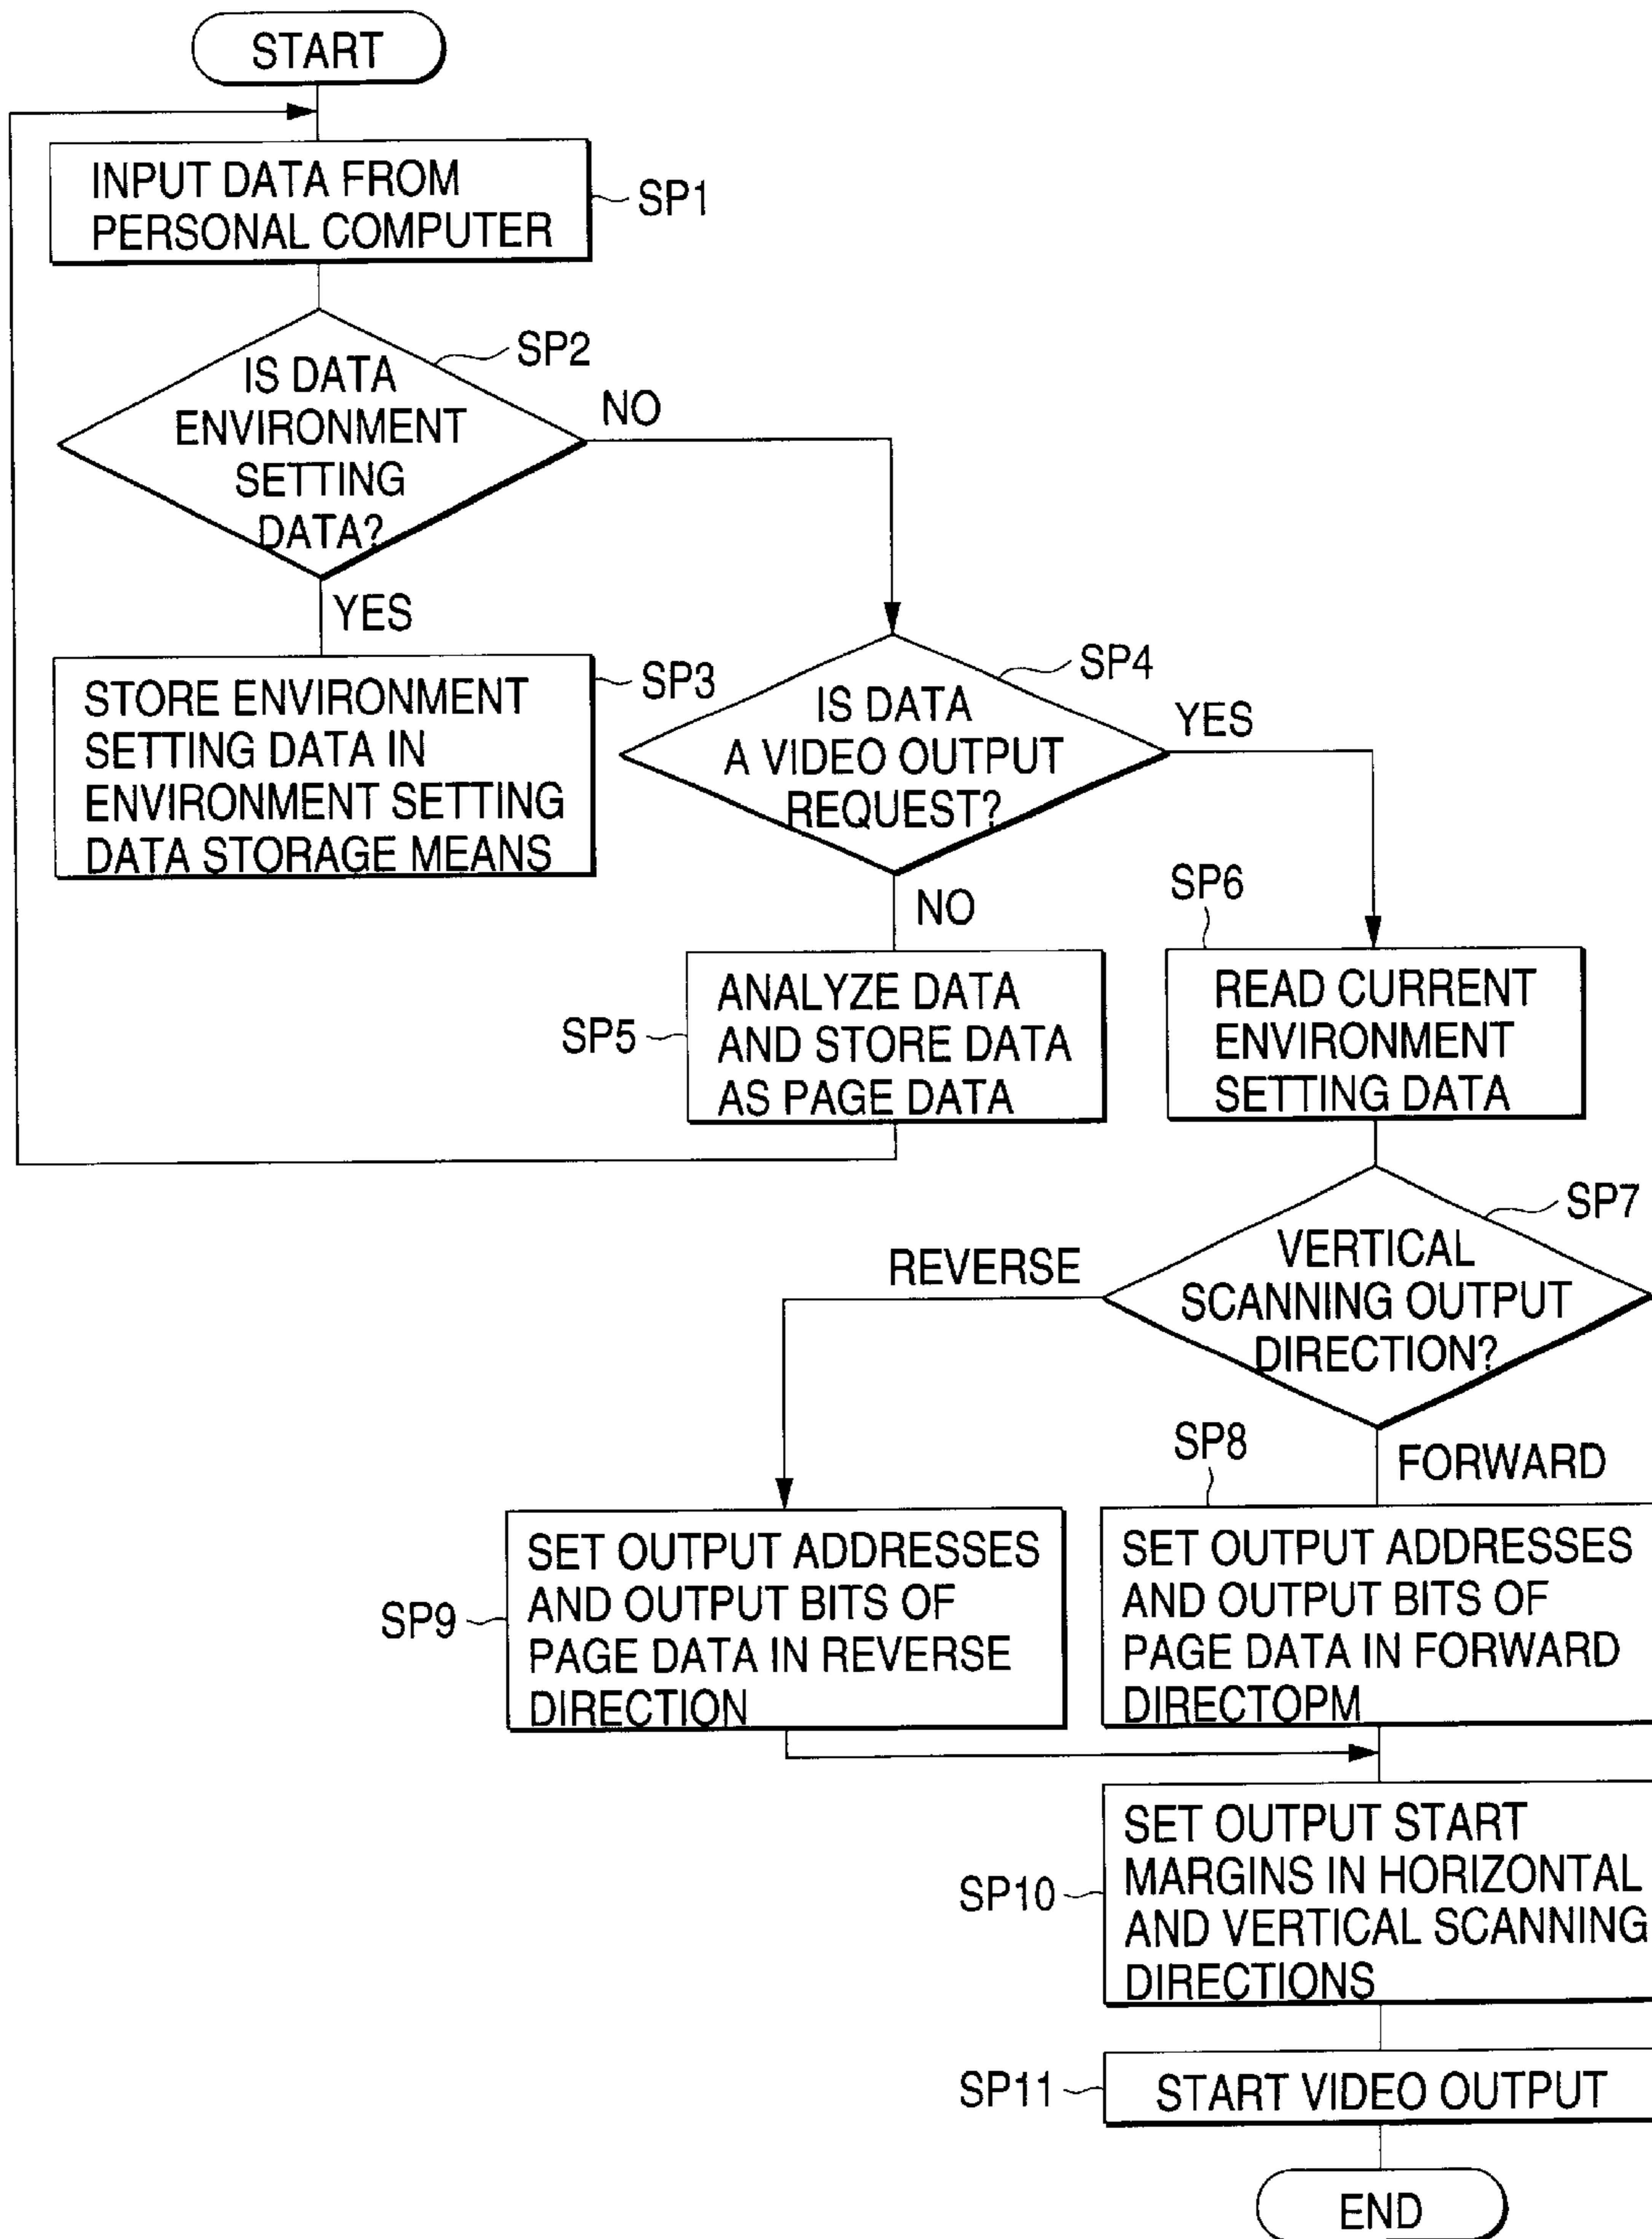 START
INPUT DATA FROM
PERSONAL COMPUTER
SP1
IS DATA
ENVIRONMENT
SETTING
DATA?
SP2
NO
YES
STORE ENVIRONMENT
SETTING DATA IN
ENVIRONMENT SETTING
DATA STORAGE MEANS
SP3
IS DATA
A VIDEO OUTPUT
REQUEST?
SP4
YES
NO
SP5
ANALYZE DATA
AND STORE DATA
AS PAGE DATA
SP6
READ CURRENT
ENVIRONMENT
SETTING DATA
SP7
VERTICAL
SCANNING OUTPUT
DIRECTION?
REVERSE
FORWARD
SP8
SET OUTPUT ADDRESSES
AND OUTPUT BITS OF
PAGE DATA IN FORWARD
DIRECTOPM
SP9
SET OUTPUT ADDRESSES
AND OUTPUT BITS OF
PAGE DATA IN REVERSE
DIRECTION
SP10
SET OUTPUT START
MARGINS IN HORIZONTAL
AND VERTICAL SCANNING
DIRECTIONS
SP11
START VIDEO OUTPUT
END